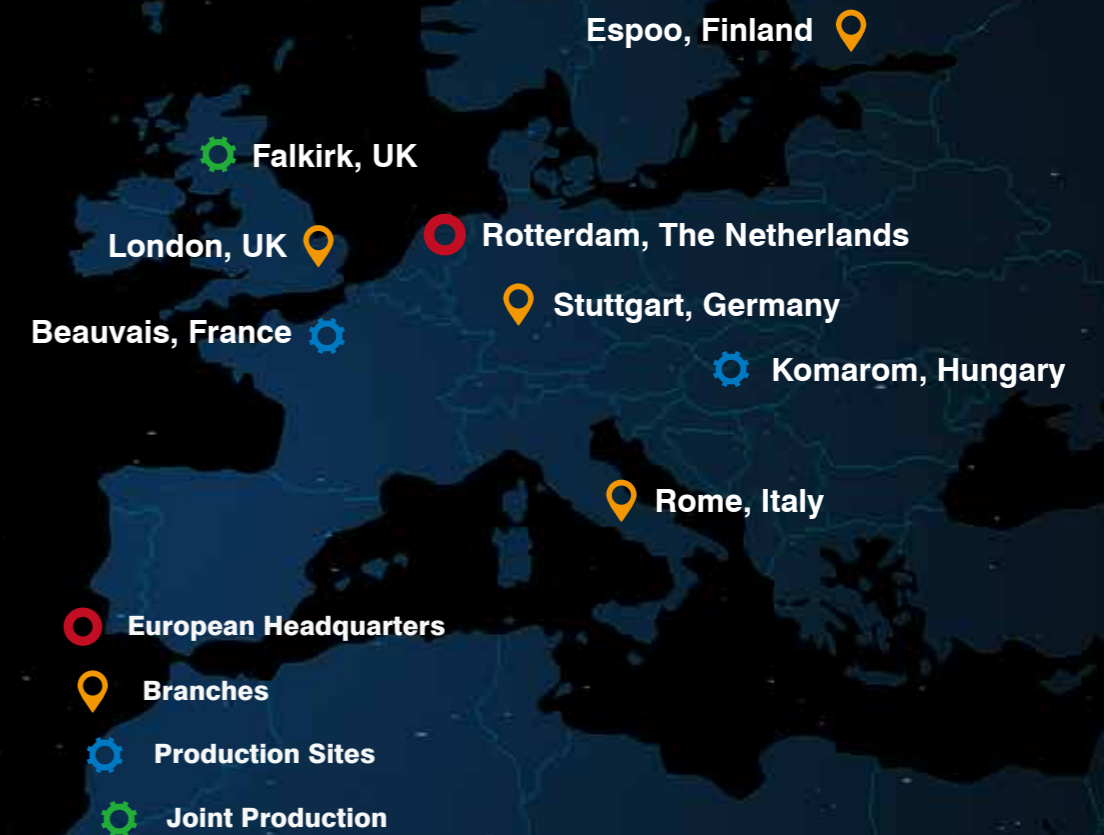 Espoo, Finland
Falkirk, UK
London, UK
Rotterdam, The Netherlands
Stuttgart, Germany
Beauvais, France
Komarom, Hungary
Rome, Italy
European Headquarters
Branches
Production Sites
Joint Production